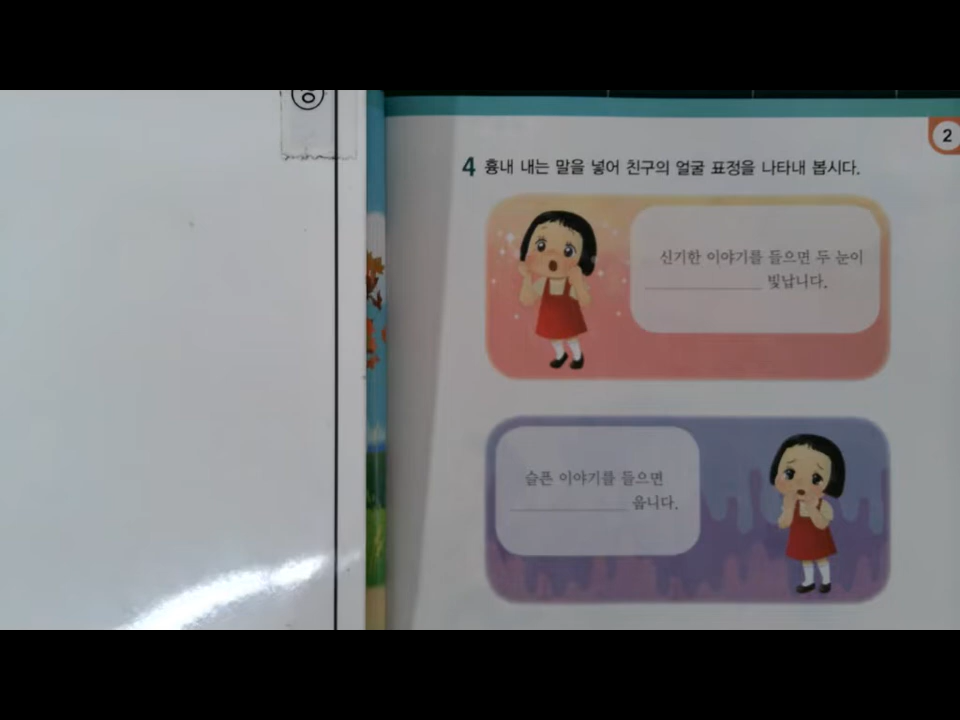 8
2
4 흉내 내는 말을 넣어 친구의 얼굴 표정을 나타내 봅시다.
신기한 이야기를 들으면 두 눈이
빛납니다.
슬픈 이야기를 들으면
웁니다.